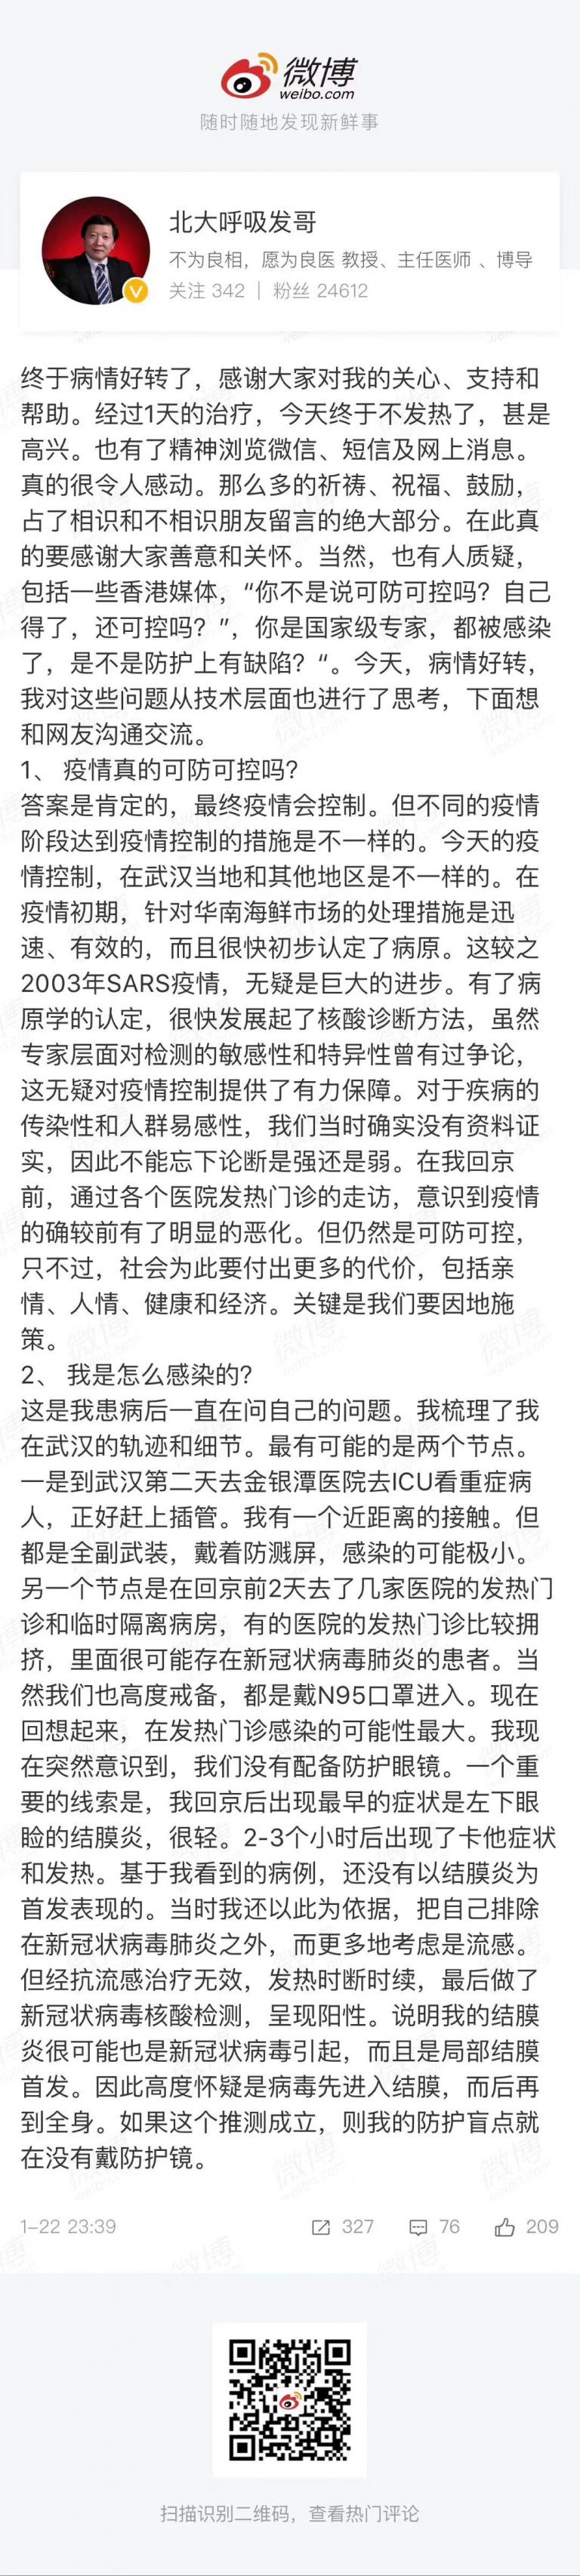 微博
weibo.com
随时随地发现新鲜事
北大呼吸发哥
不为良相，愿为良医 教授、主任医师 、博导
关注 342 | 粉丝 24612
终于病情好转了，感谢大家对我的关心、支持和
帮助。经过1天的治疗，今天终于不发热了，甚是
高兴。也有了精神浏览微信、短信及网上消息。
真的很令人感动。那么多的祈祷、祝福、鼓励，
占了相识和不相识朋友留言的绝大部分。在此真
的要感谢大家善意和关怀。当然，也有人质疑，
包括一些香港媒体，“你不是说可防可控吗？自己
得了，还可控吗？”，你是国家级专家，都被感染
了，是不是防护上有缺陷？“。今天，病情好转，
我对这些问题从技术层面也进行了思考，下面想
和网友沟通交流。
1、 疫情真的可防可控吗?
答案是肯定的，最终疫情会控制。但不同的疫情
阶段达到疫情控制的措施是不一样的。今天的疫
情控制，在武汉当地和其他地区是不一样的。在
疫情初期，针对华南海鲜市场的处理措施是迅
速、有效的，而且很快初步认定了病原。这较之
2003年SARS疫情，无疑是巨大的进步。有了病
原学的认定，很快发展起了核酸诊断方法，虽然
专家层面对检测的敏感性和特异性曾有过争论，
这无疑对疫情控制提供了有力保障。对于疾病的
传染性和人群易感性，我们当时确实没有资料证
实，因此不能忘下论断是强还是弱。在我回京
前，通过各个医院发热门诊的走访，意识到疫情
的确较前有了明显的恶化。但仍然是可防可控，
只不过，社会为此要付出更多的代价，包括亲
情、人情、健康和经济。关键是我们要因地施
策。
2、 我是怎么感染的?
这是我患病后一直在问自己的问题。我梳理了我
在武汉的轨迹和细节。最有可能的是两个节点。
一是到武汉第二天去金银潭医院去ICU看重症病
人，正好赶上插管。我有一个近距离的接触。但
都是全副武装，戴着防溅屏，感染的可能极小。
另一个节点是在回京前2天去了几家医院的发热门
诊和临时隔离病房，有的医院的发热门诊比较拥
挤，里面很可能存在新冠状病毒肺炎的患者。当
然我们也高度戒备，都是戴N95口罩进入。现在
回想起来，在发热门诊感染的可能性最大。我现
在突然意识到，我们没有配备防护眼镜。一个重
要的线索是，我回京后出现最早的症状是左下眼
睑的结膜炎，很轻。2-3个小时后出现了卡他症状
和发热。基于我看到的病例，还没有以结膜炎为
首发表现的。当时我还以此为依据，把自己排除
在新冠状病毒肺炎之外，而更多地考虑是流感。
但经抗流感治疗无效，发热时断时续，最后做了
新冠状病毒核酸检测，呈现阳性。说明我的结膜
炎很可能也是新冠状病毒引起，而且是局部结膜
首发。因此高度怀疑是病毒先进入结膜，而后再
到全身。如果这个推测成立，则我的防护盲点就
在没有戴防护镜。
1-22 23:39 327 76 209
扫描识别二维码，查看热门评论